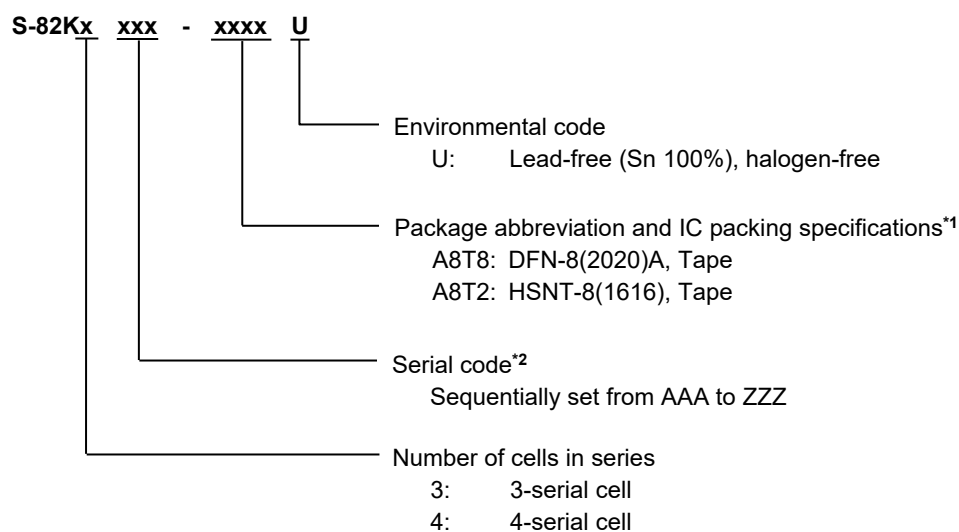 S-82Kx xxx - xxxx U
Environmental code
U: Lead-free (Sn 100%), halogen-free
Package abbreviation and IC packing specifications*1
A8T8: DFN-8(2020)A, Tape
A8T2: HSNT-8(1616), Tape
Serial code*2
Sequentially set from AAA to ZZZ
Number of cells in series
3: 3-serial cell
4: 4-serial cell